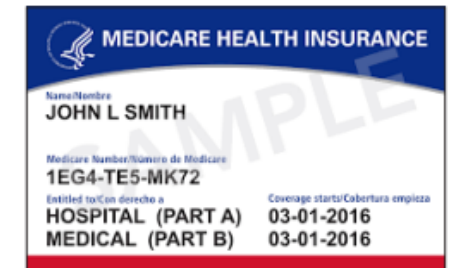 MEDICARE HEALTH INSURANCE
Name/Nombre
JOHN L SMITH
Medicare Number/Número de Medicare
1EG4-TE5-MK72
Entitled to/Con derecho a Coverage starts/Cobertura empieza
HOSPITAL (PART A) 03-01-2016
MEDICAL (PART B) 03-01-2016
SAMPLE